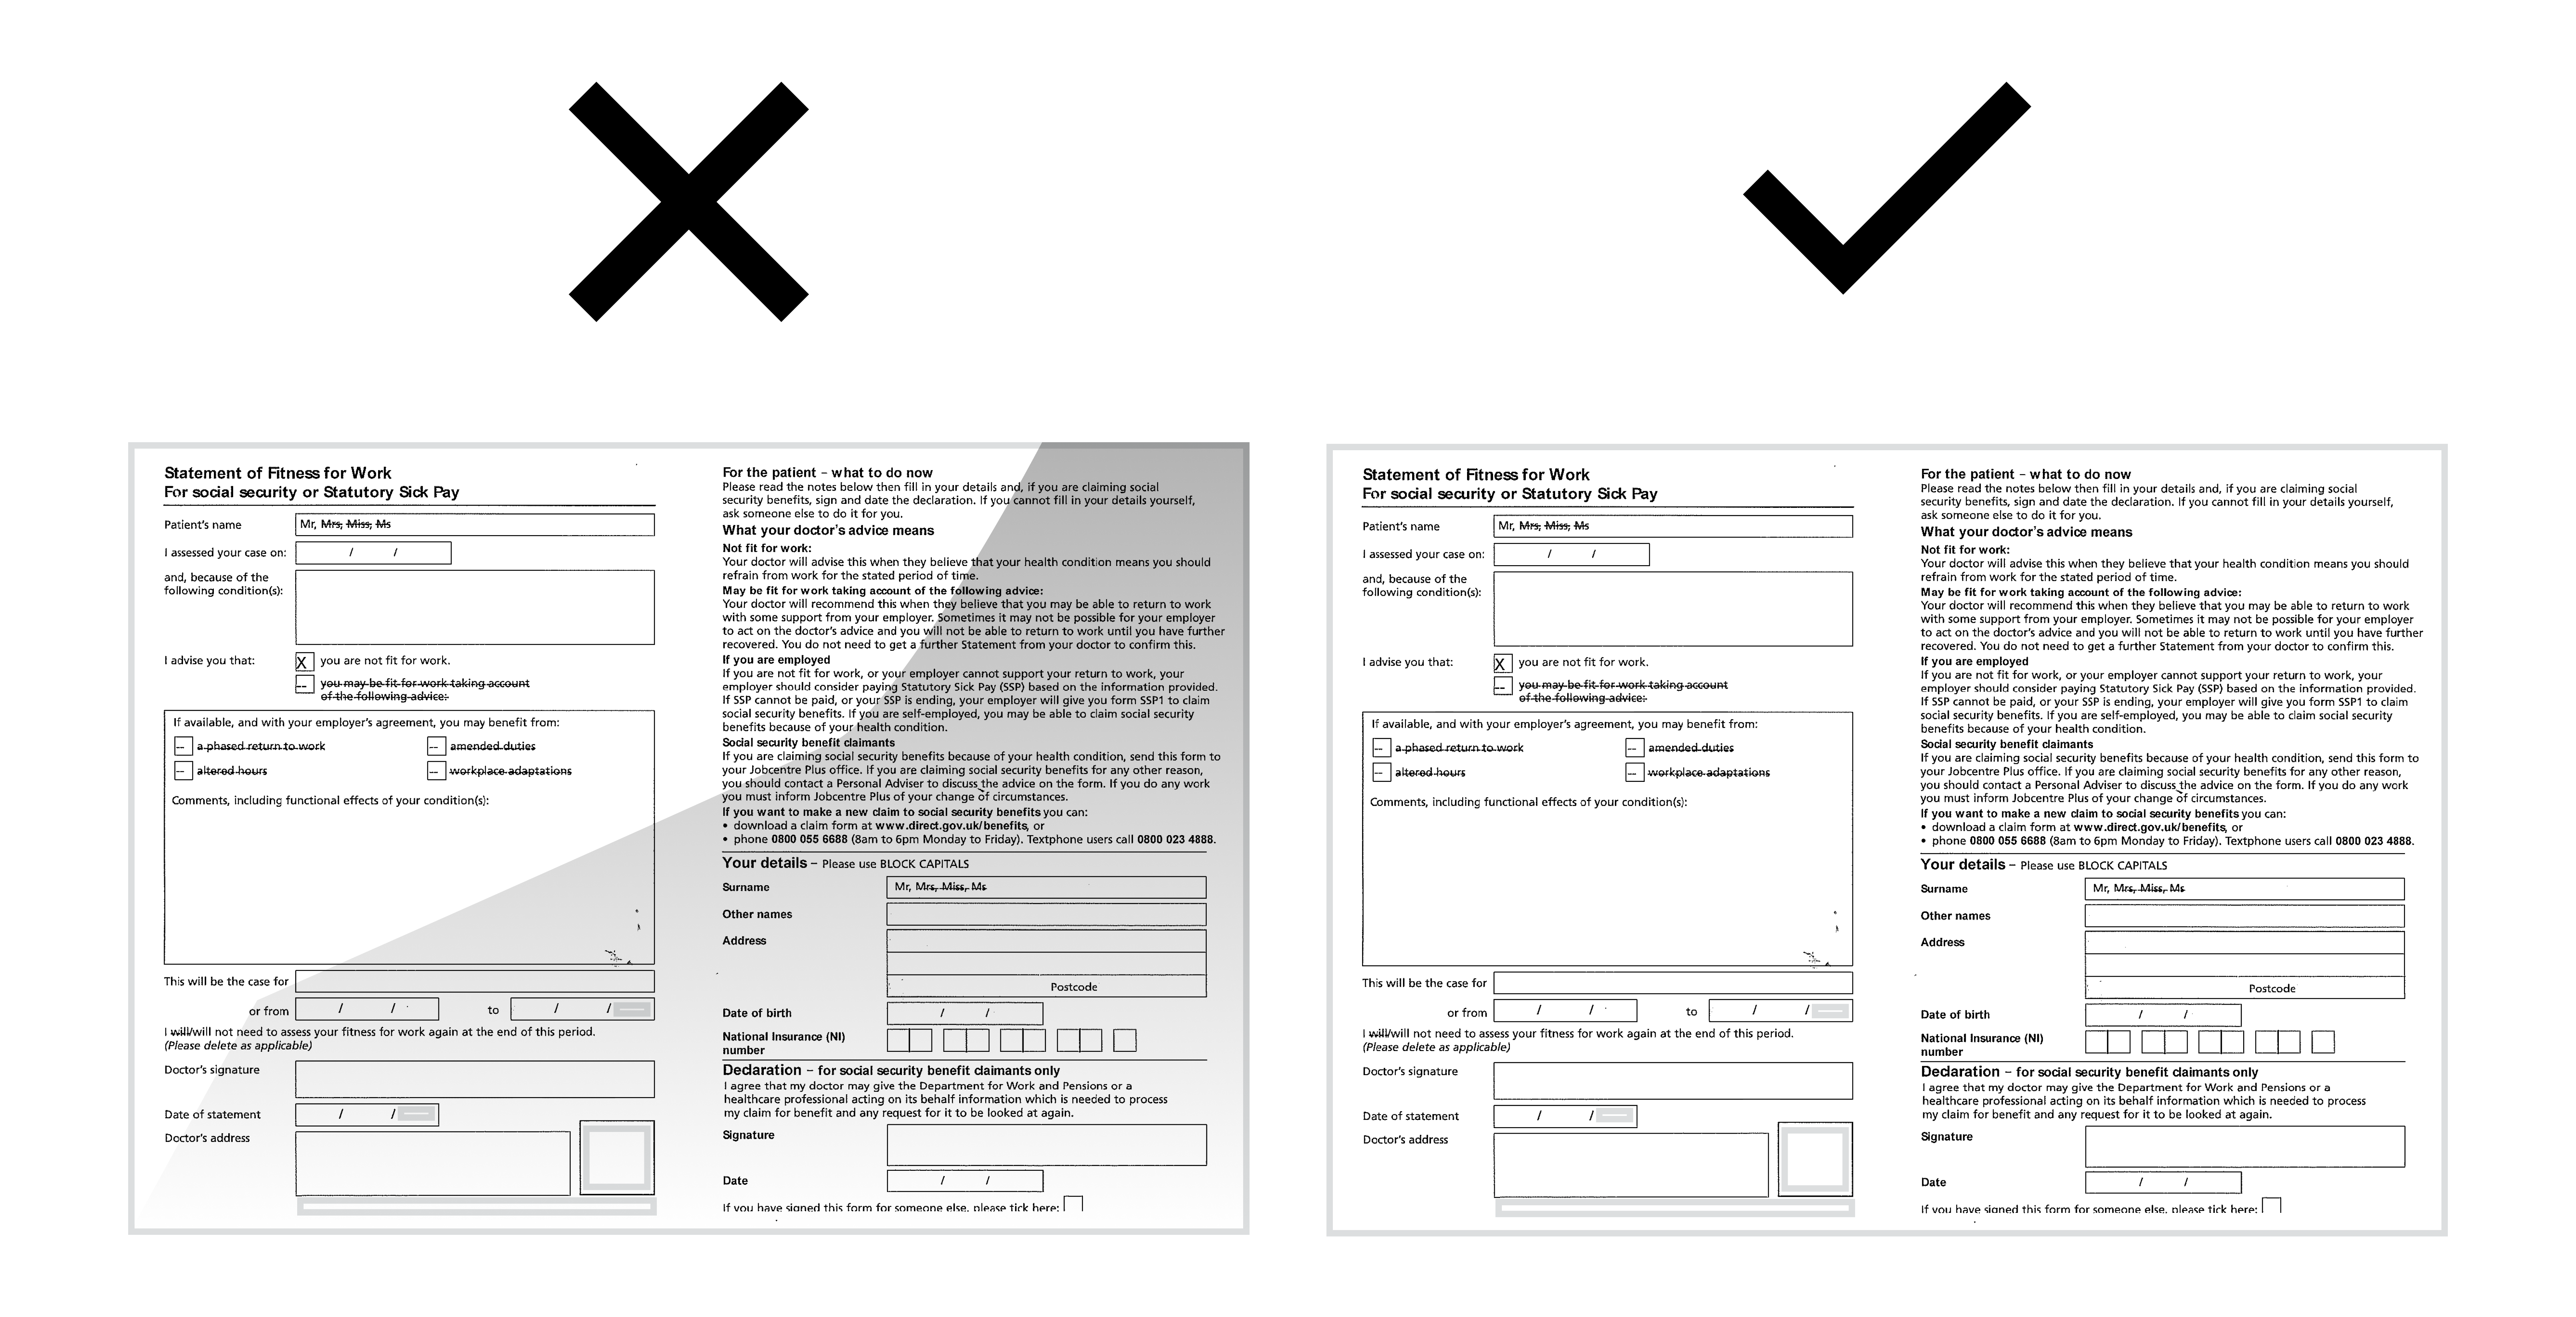 Statement of Fitness for Work
For social security or Statutory Sick Pay
Patient's name
Mr, Mrs, Miss, Ms
I assessed your case on:
/ /
and, because of the
following condition(s):
I advise you that:
X you are not fit for work.
-- you may be fit for work taking account
of the following advice:
If available, and with your employer's agreement, you may benefit from:
-- a phased return to work
-- amended duties
-- altered hours
-- workplace adaptations
Comments, including functional effects of your condition(s):
This will be the case for
or from / / to / /
I will/will not need to assess your fitness for work again at the end of this period.
(Please delete as applicable)
Doctor's signature
Date of statement / /
Doctor's address
For the patient – what to do now
Please read the notes below then fill in your details and, if you are claiming social
security benefits, sign and date the declaration. If you cannot fill in your details yourself,
ask someone else to do it for you.
What your doctor's advice means
Not fit for work:
Your doctor will advise this when they believe that your health condition means you should
refrain from work for the stated period of time.
May be fit for work taking account of the following advice:
Your doctor will recommend this when they believe that you may be able to return to work
with some support from your employer. Sometimes it may not be possible for your employer
to act on the doctor's advice and you will not be able to return to work until you have further
recovered. You do not need to get a further Statement from your doctor to confirm this.
If you are employed
If you are not fit for work, or your employer cannot support your return to work, your
employer should consider paying Statutory Sick Pay (SSP) based on the information provided.
If SSP cannot be paid, or your SSP is ending, your employer will give you form SSP1 to claim
social security benefits. If you are self-employed, you may be able to claim social security
benefits because of your health condition.
Social security benefit claimants
If you are claiming social security benefits because of your health condition, send this form to
your Jobcentre Plus office. If you are claiming social security benefits for any other reason,
you should contact a Personal Adviser to discuss the advice on the form. If you do any work
you must inform Jobcentre Plus of your change of circumstances.
If you want to make a new claim to social security benefits you can:
• download a claim form at www.direct.gov.uk/benefits, or
• phone 0800 055 6688 (8am to 6pm Monday to Friday). Textphone users call 0800 023 4888.
Your details – Please use BLOCK CAPITALS
Surname
Mr, Mrs, Miss, Ms
Other names
Address
Postcode
Date of birth / /
National Insurance (NI)
number
Declaration – for social security benefit claimants only
I agree that my doctor may give the Department for Work and Pensions or a
healthcare professional acting on its behalf information which is needed to process
my claim for benefit and any request for it to be looked at again.
Signature
Date / /
If you have signed this form for someone else, please tick here:
Statement of Fitness for Work
For social security or Statutory Sick Pay
Patient's name
Mr, Mrs, Miss, Ms
I assessed your case on:
/ /
and, because of the
following condition(s):
I advise you that:
X you are not fit for work.
-- you may be fit for work taking account
of the following advice:
If available, and with your employer's agreement, you may benefit from:
-- a phased return to work
-- amended duties
-- altered hours
-- workplace adaptations
Comments, including functional effects of your condition(s):
This will be the case for
or from / / to / /
I will/will not need to assess your fitness for work again at the end of this period.
(Please delete as applicable)
Doctor's signature
Date of statement / /
Doctor's address
For the patient – what to do now
Please read the notes below then fill in your details and, if you are claiming social
security benefits, sign and date the declaration. If you cannot fill in your details yourself,
ask someone else to do it for you.
What your doctor's advice means
Not fit for work:
Your doctor will advise this when they believe that your health condition means you should
refrain from work for the stated period of time.
May be fit for work taking account of the following advice:
Your doctor will recommend this when they believe that you may be able to return to work
with some support from your employer. Sometimes it may not be possible for your employer
to act on the doctor's advice and you will not be able to return to work until you have further
recovered. You do not need to get a further Statement from your doctor to confirm this.
If you are employed
If you are not fit for work, or your employer cannot support your return to work, your
employer should consider paying Statutory Sick Pay (SSP) based on the information provided.
If SSP cannot be paid, or your SSP is ending, your employer will give you form SSP1 to claim
social security benefits. If you are self-employed, you may be able to claim social security
benefits because of your health condition.
Social security benefit claimants
If you are claiming social security benefits because of your health condition, send this form to
your Jobcentre Plus office. If you are claiming social security benefits for any other reason,
you should contact a Personal Adviser to discuss the advice on the form. If you do any work
you must inform Jobcentre Plus of your change of circumstances.
If you want to make a new claim to social security benefits you can:
• download a claim form at www.direct.gov.uk/benefits, or
• phone 0800 055 6688 (8am to 6pm Monday to Friday). Textphone users call 0800 023 4888.
Your details – Please use BLOCK CAPITALS
Surname
Mr, Mrs, Miss, Ms
Other names
Address
Postcode
Date of birth / /
National Insurance (NI)
number
Declaration – for social security benefit claimants only
I agree that my doctor may give the Department for Work and Pensions or a
healthcare professional acting on its behalf information which is needed to process
my claim for benefit and any request for it to be looked at again.
Signature
Date / /
If you have signed this form for someone else, please tick here: